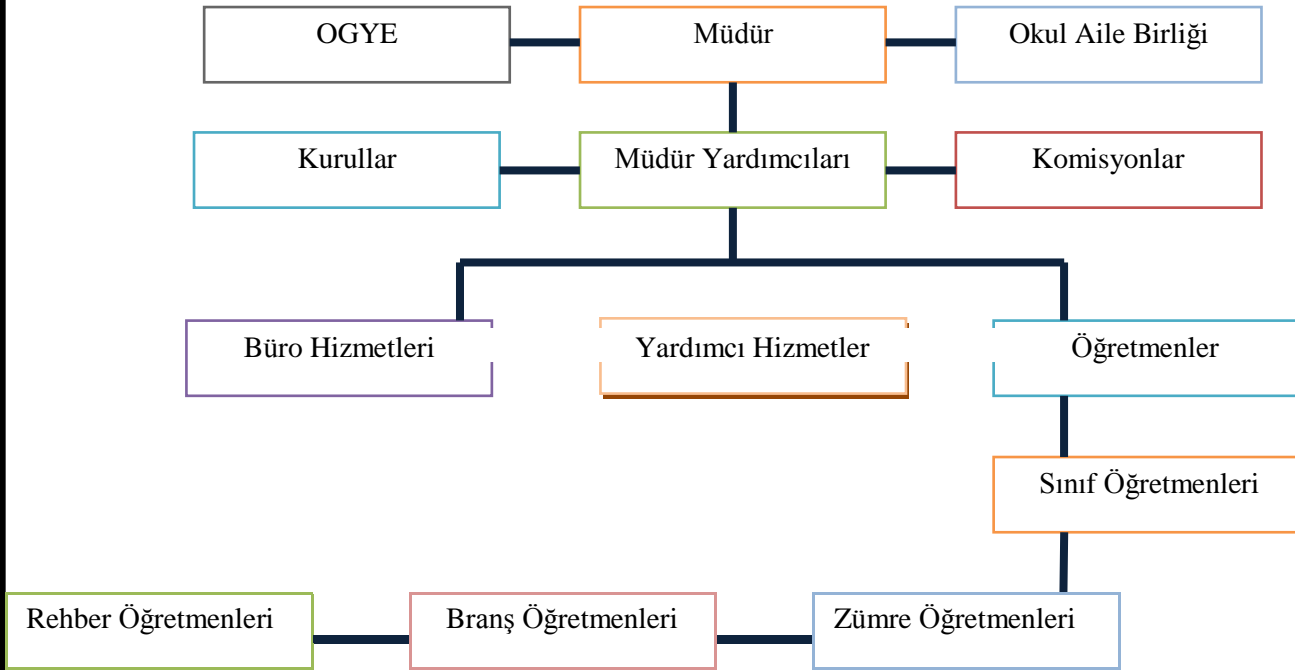 OGYE
Müdür
Okul Aile Birliği
Kurullar
Müdür Yardımcıları
Komisyonlar
Büro Hizmetleri
Yardımcı Hizmetler
Öğretmenler
Sınıf Öğretmenleri
Rehber Öğretmenleri
Branş Öğretmenleri
Zümre Öğretmenleri